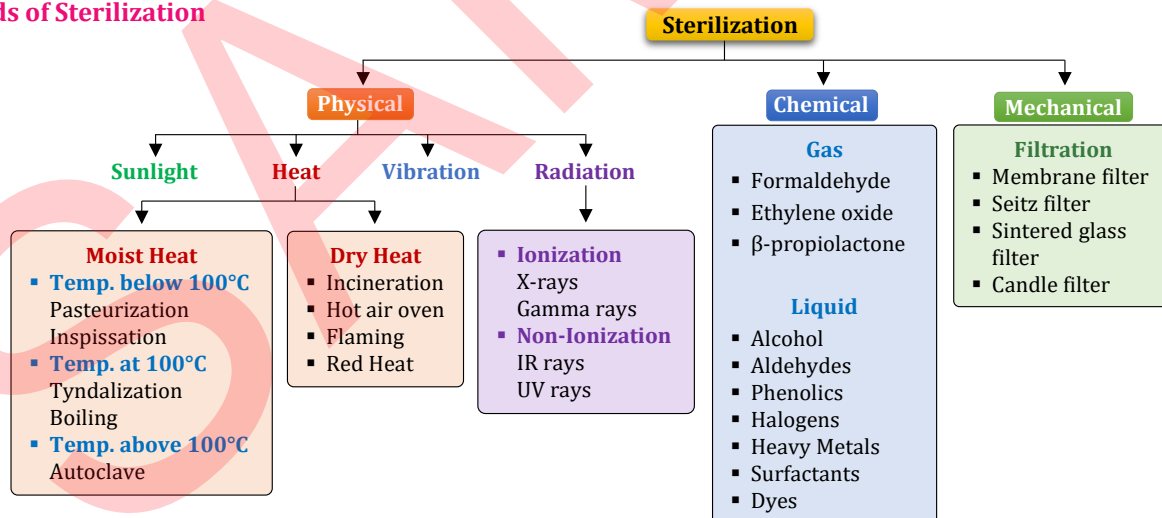 ds of Sterilization
Sterilization
Physical
Chemical
Mechanical
Sunlight
Heat
Vibration
Radiation
Moist Heat
▪ Temp. below 100°C
Pasteurization
Inspissation
▪ Temp. at 100°C
Tyndalization
Boiling
▪ Temp. above 100°C
Autoclave
Dry Heat
▪ Incineration
▪ Hot air oven
▪ Flaming
▪ Red Heat
▪ Ionization
X-rays
Gamma rays
▪ Non-Ionization
IR rays
UV rays
Gas
▪ Formaldehyde
▪ Ethylene oxide
▪ β-propiolactone
Liquid
▪ Alcohol
▪ Aldehydes
▪ Phenolics
▪ Halogens
▪ Heavy Metals
▪ Surfactants
▪ Dyes
Filtration
▪ Membrane filter
▪ Seitz filter
▪ Sintered glass
filter
▪ Candle filter